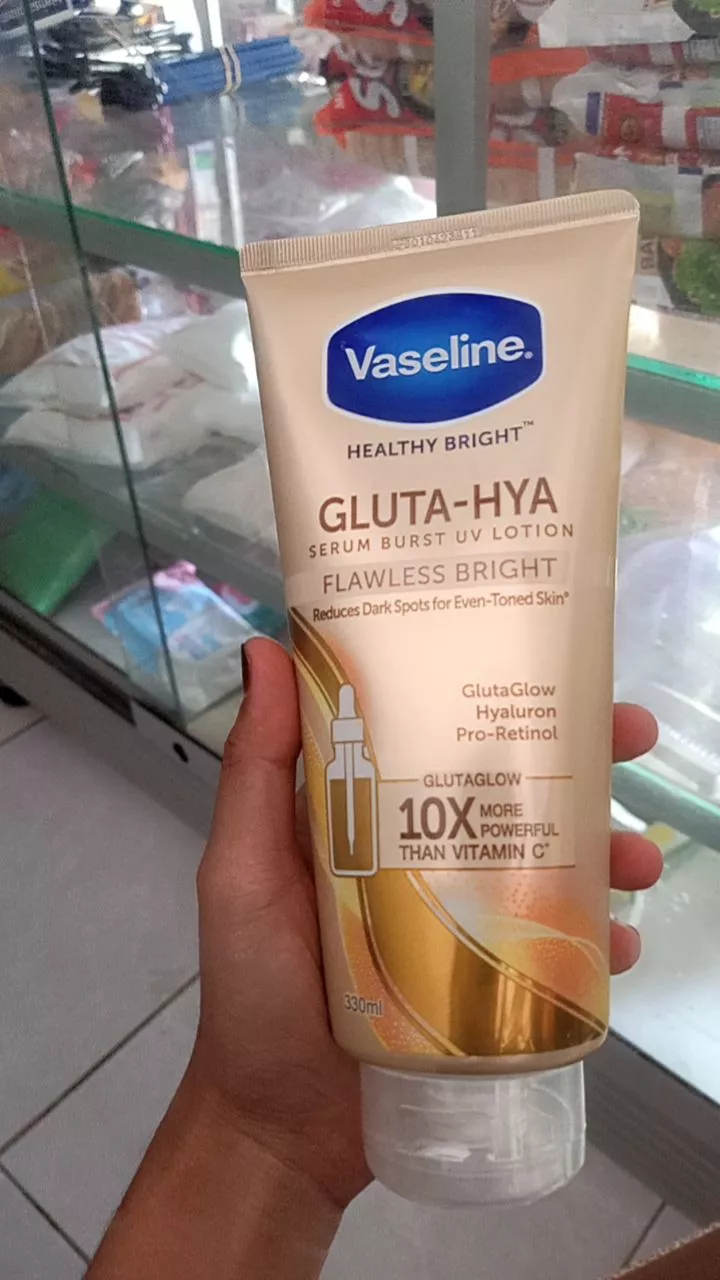 Vaseline.
HEALTHY BRIGHT™
GLUTA-HYA
SERUM BURST UV LOTION
FLAWLESS BRIGHT
Reduces Dark Spots for Even-Toned Skin*
GlutaGlow
Hyaluron
Pro-Retinol
GLUTAGLOW
10X MORE
POWERFUL
THAN VITAMIN C*
330ml